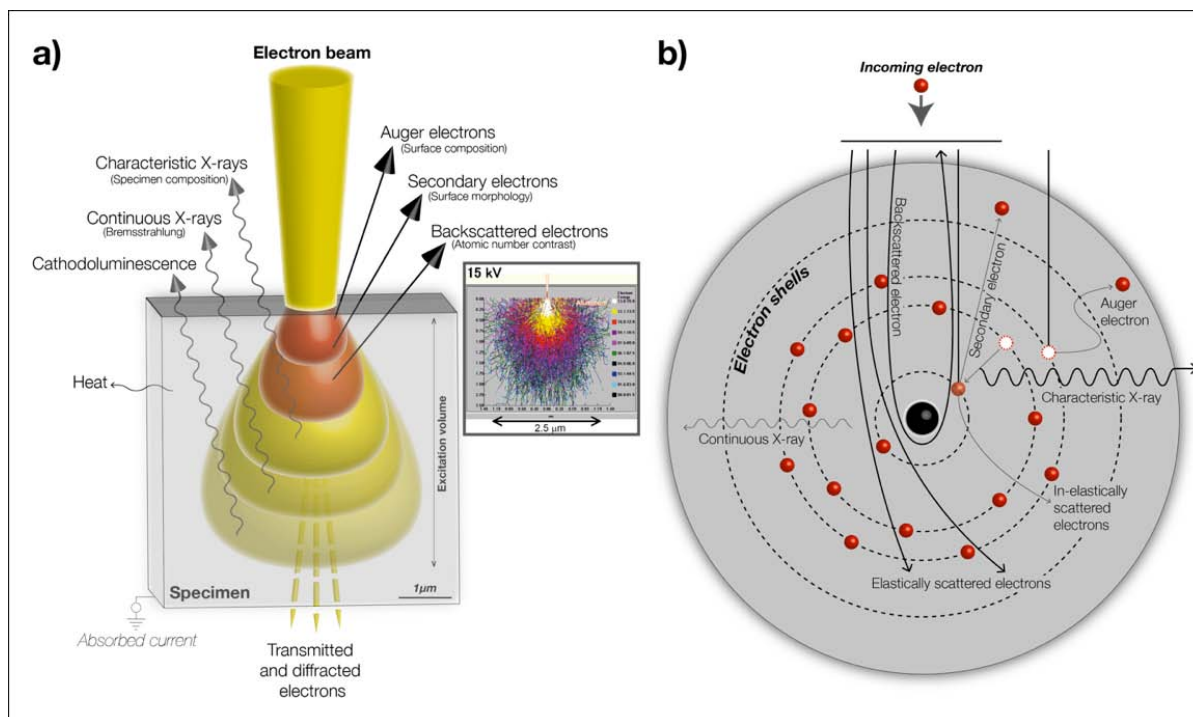 a)
Electron beam
Auger electrons
(Surface composition)
Characteristic X-rays
(Specimen composition)
Secondary electrons
(Surface morphology)
Continuous X-rays
(Bremsstrahlung)
Backscattered electrons
(Atomic number contrast)
Cathodoluminescence
15 kV
2.5 µm
Heat
Excitation volume
Specimen
1µm
Absorbed current
Transmitted
and diffracted
electrons
b)
Incoming electron
Electron shells
Backscattered electron
Secondary electron
Auger
electron
Characteristic X-ray
Continuous X-ray
In-elastically
scattered
electrons
Elastically scattered electrons